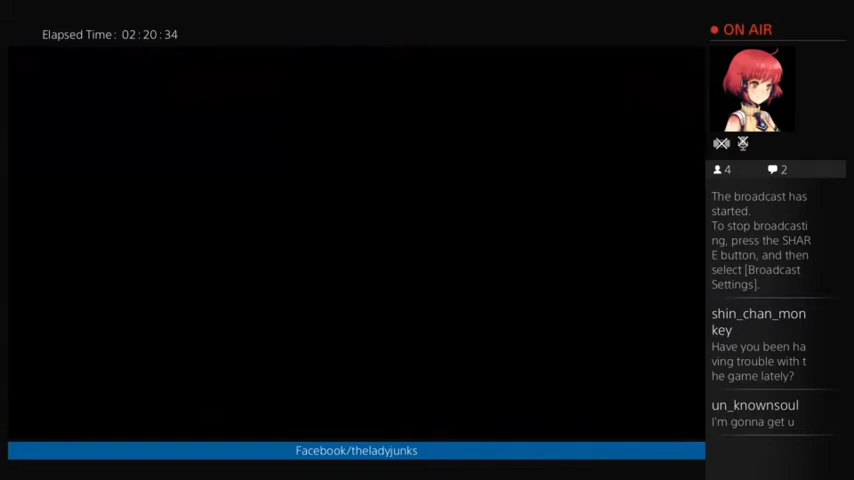 Elapsed Time: 02:20:34
ON AIR
4 2
The broadcast has
started.
To stop broadcasti
ng, press the SHAR
E button, and then
select [Broadcast
Settings].
shin_chan_mon
key
Have you been ha
ving trouble with t
he game lately?
un_knownsoul
I'm gonna get u
Facebook/theladyjunks